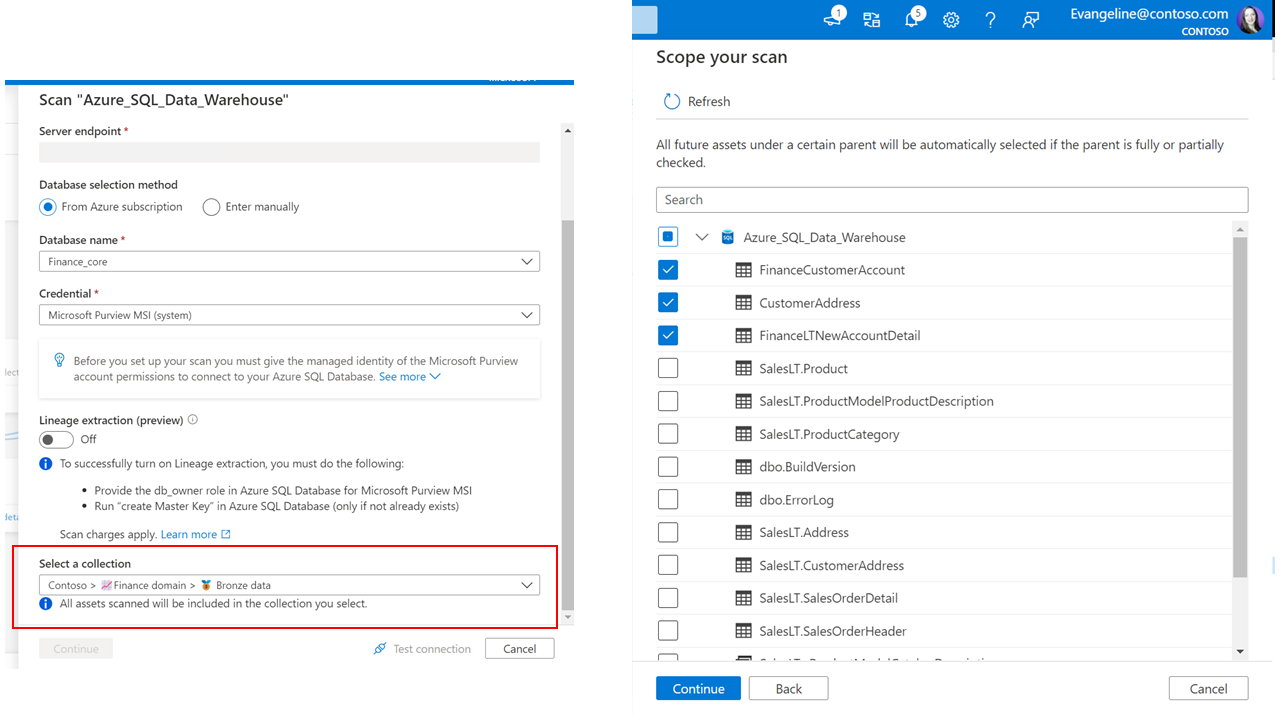 Scan "Azure_SQL_Data_Warehouse"
Server endpoint *
Database selection method
From Azure subscription Enter manually
Database name *
Finance_core
Credential *
Microsoft Purview MSI (system)
Before you set up your scan you must give the managed identity of the Microsoft Purview
account permissions to connect to your Azure SQL Database. See more
Lineage extraction (preview)
Off
To successfully turn on Lineage extraction, you must do the following:
• Provide the db_owner role in Azure SQL Database for Microsoft Purview MSI
• Run "create Master Key" in Azure SQL Database (only if not already exists)
Scan charges apply. Learn more
Select a collection
Contoso > Finance domain > Bronze data
All assets scanned will be included in the collection you select.
Continue Test connection Cancel
1 5 Evangeline@contoso.com
CONTOSO
Scope your scan
Refresh
All future assets under a certain parent will be automatically selected if the parent is fully or partially
checked.
Search
SQL Azure_SQL_Data_Warehouse
FinanceCustomerAccount
CustomerAddress
FinanceLTNewAccountDetail
SalesLT.Product
SalesLT.ProductModelProductDescription
SalesLT.ProductCategory
dbo.BuildVersion
dbo.ErrorLog
SalesLT.Address
SalesLT.CustomerAddress
SalesLT.SalesOrderDetail
SalesLT.SalesOrderHeader
Continue Back Cancel